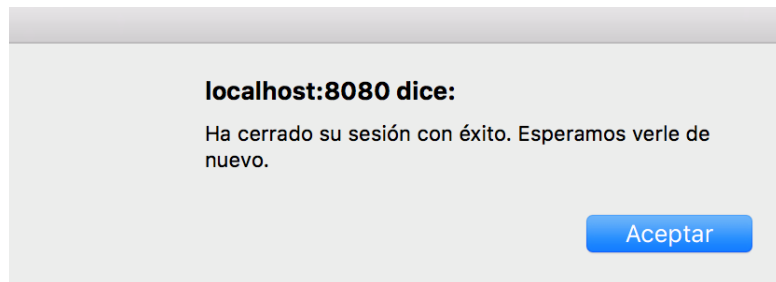 localhost:8080 dice:
Ha cerrado su sesión con éxito. Esperamos verle de
nuevo.
Aceptar